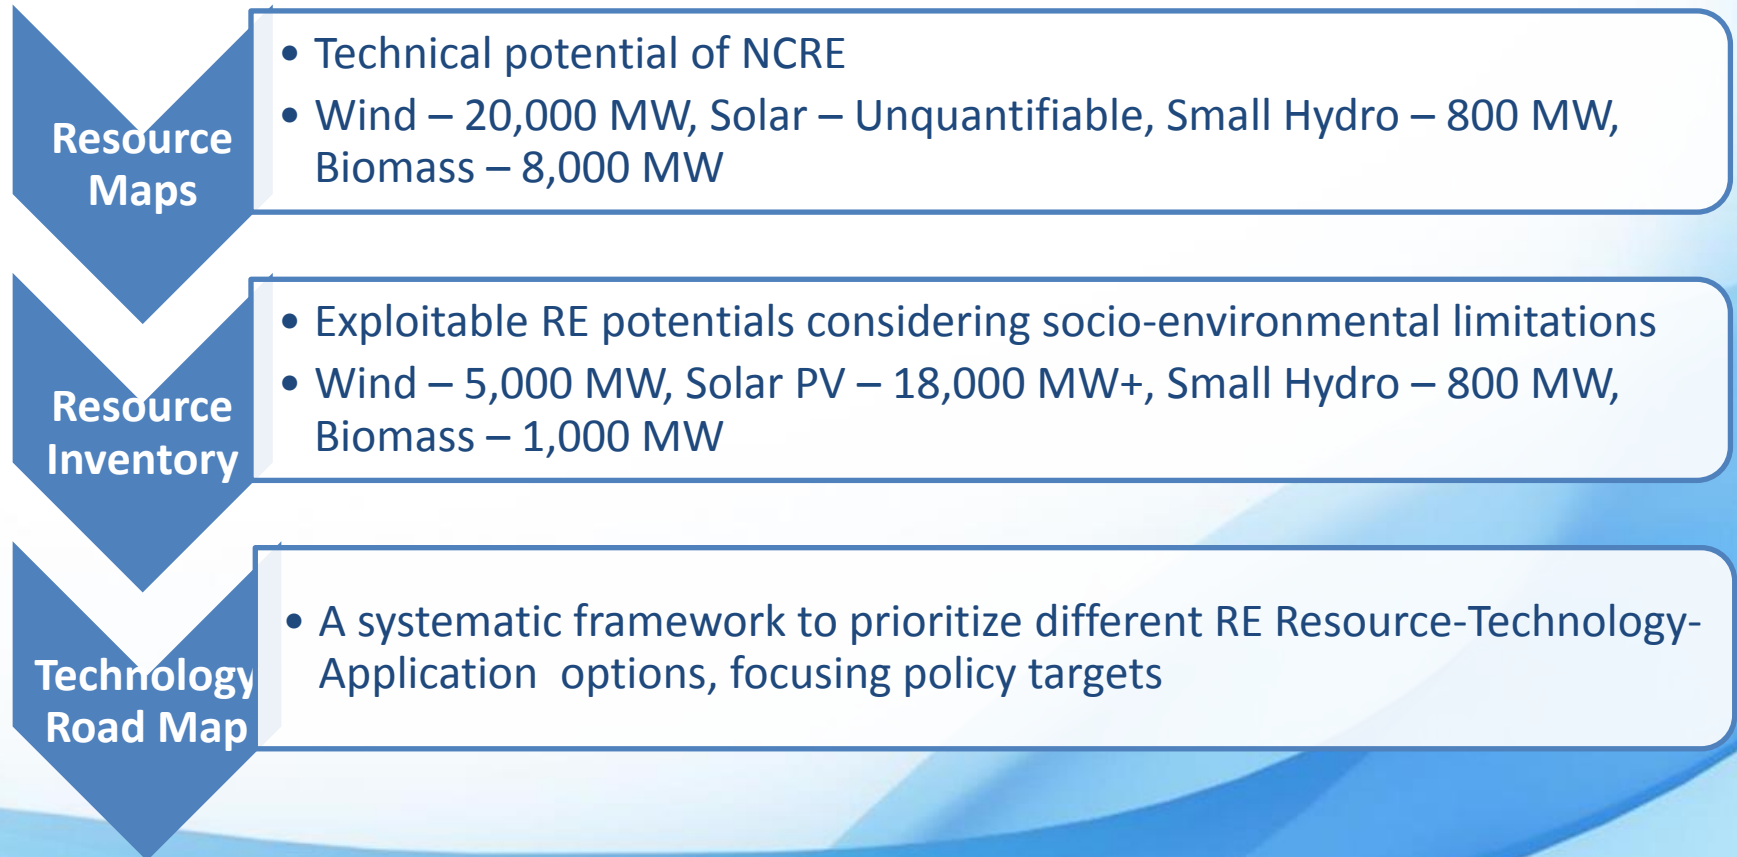 Resource
Maps
• Technical potential of NCRE
• Wind – 20,000 MW, Solar – Unquantifiable, Small Hydro – 800 MW,
Biomass – 8,000 MW
Resource
Inventory
• Exploitable RE potentials considering socio-environmental limitations
• Wind – 5,000 MW, Solar PV – 18,000 MW+, Small Hydro – 800 MW,
Biomass – 1,000 MW
Technology
Road Map
• A systematic framework to prioritize different RE Resource-Technology-
Application  options, focusing policy targets